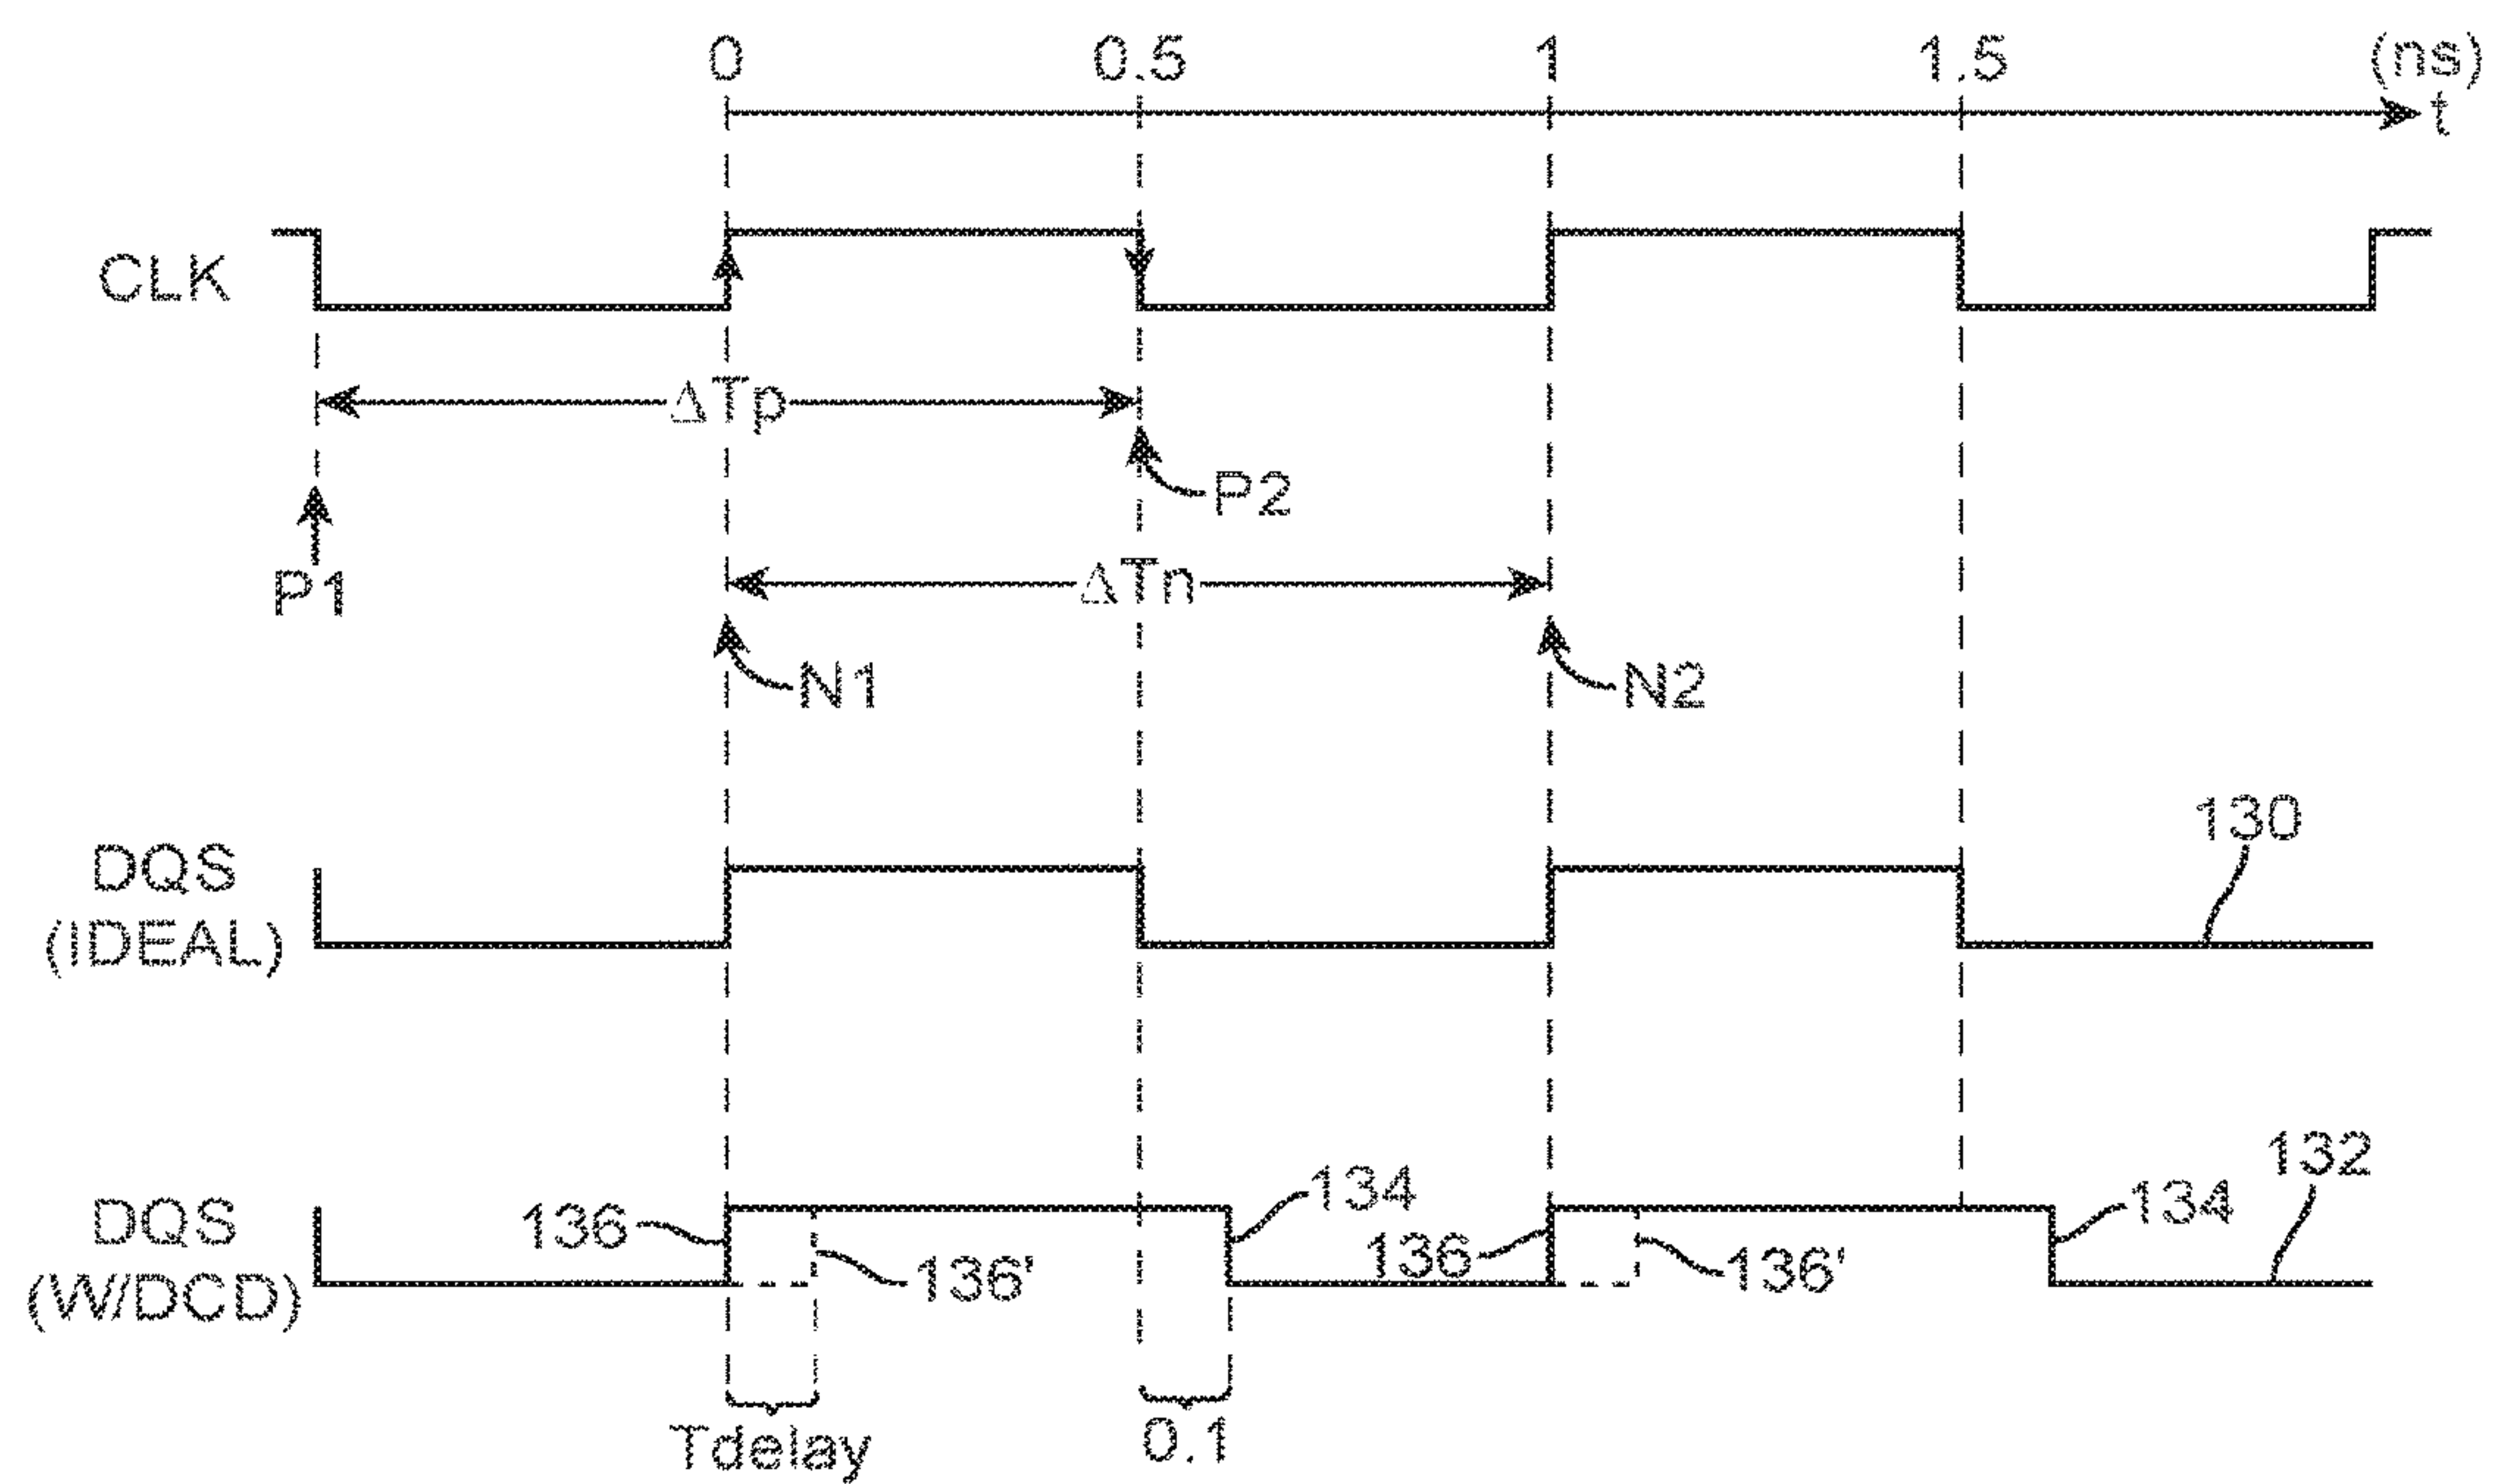 0 0.5 1 1.5 (ns)
t
CLK
ΔTp
P2
P1
ΔTn
N1 N2
130
DQS
(IDEAL)
132
134 134
DQS
(W/DCD)
136 136' 136 136'
Tdelay 0.1